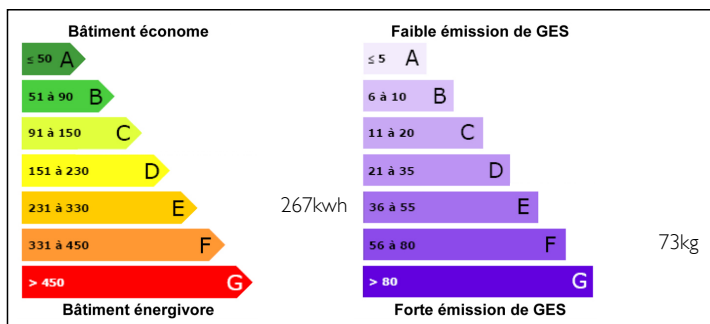 Bâtiment économe
≤ 50 A
51 à 90 B
91 à 150 C
151 à 230 D
231 à 330 E
267kwh
331 à 450 F
> 450 G
Bâtiment énergivore
Faible émission de GES
≤ 5 A
6 à 10 B
11 à 20 C
21 à 35 D
36 à 55 E
56 à 80 F
73kg
> 80 G
Forte émission de GES